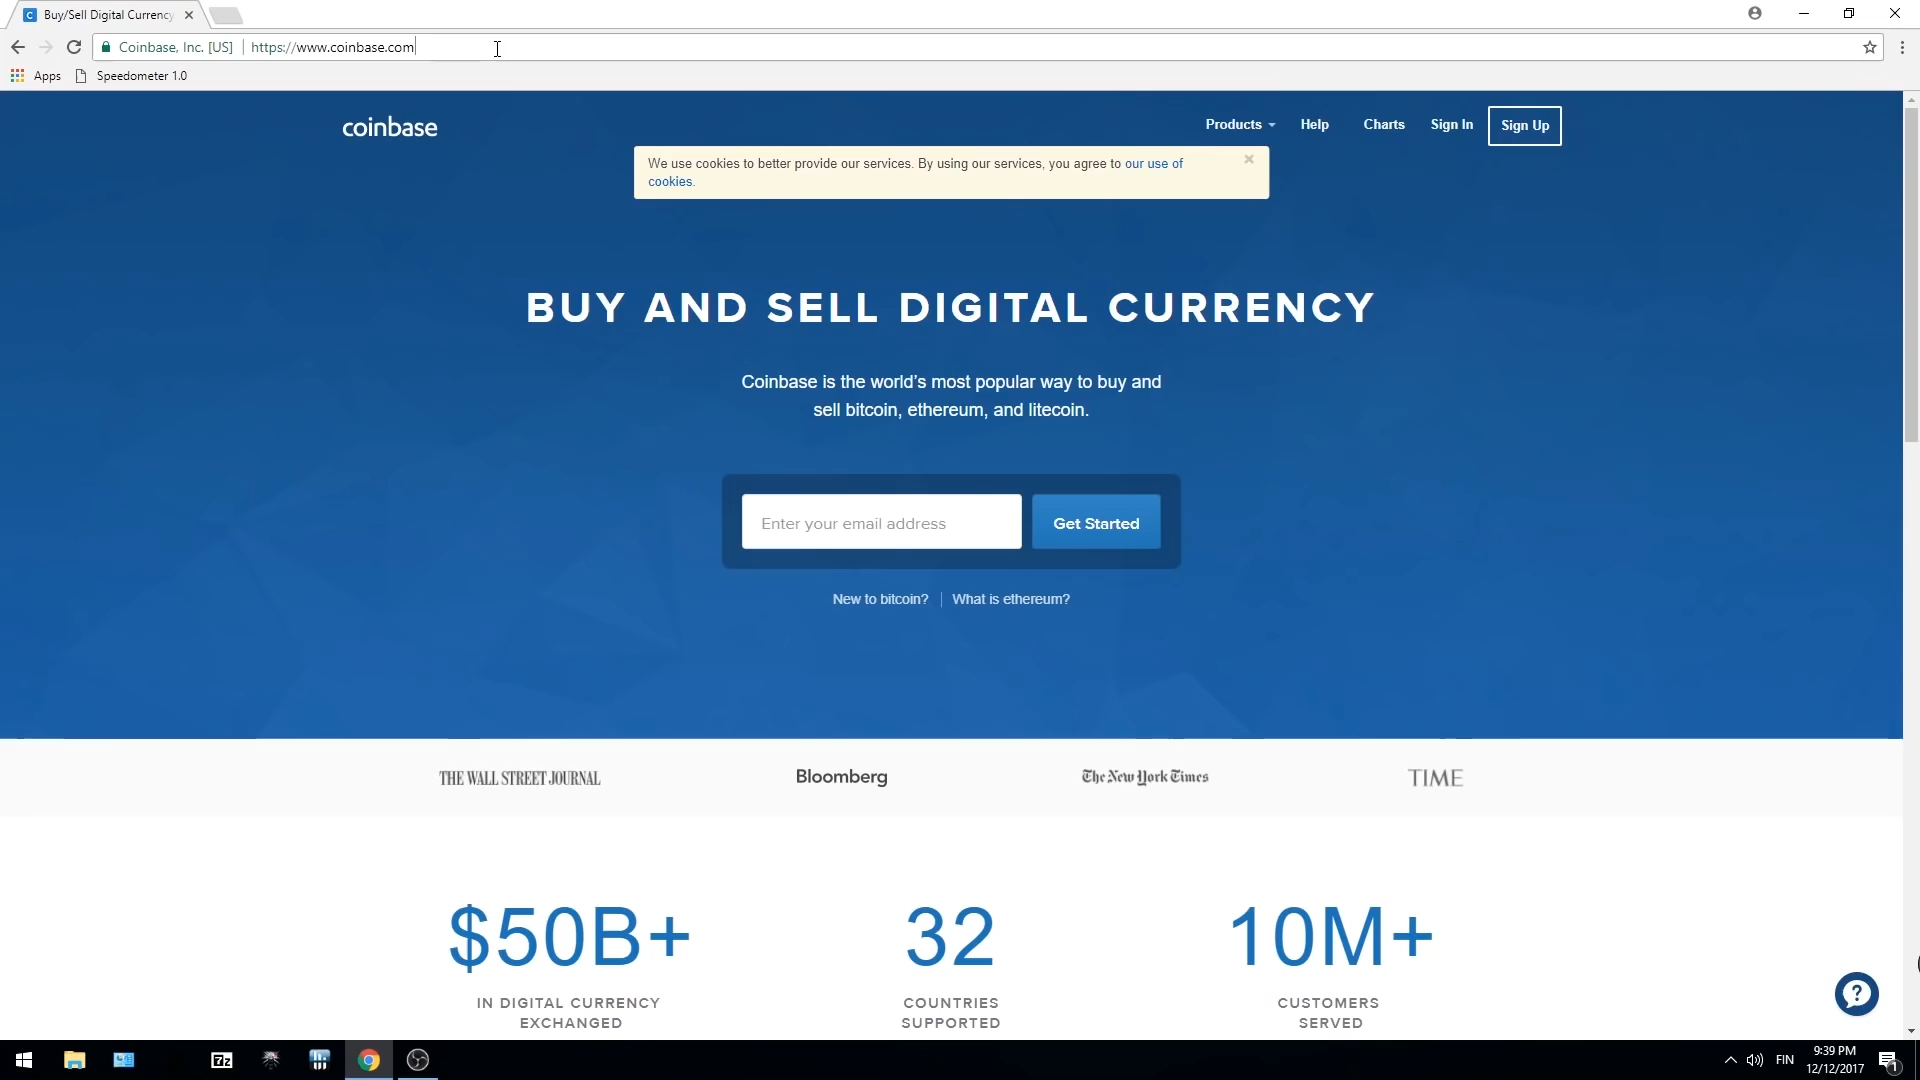 Buy/Sell Digital Currency
Coinbase, Inc. [US] https://www.coinbase.com
Apps Speedometer 1.0
coinbase
Products Help Charts Sign In Sign Up
We use cookies to better provide our services. By using our services, you agree to our use of
cookies.
BUY AND SELL DIGITAL CURRENCY
Coinbase is the world's most popular way to buy and
sell bitcoin, ethereum, and litecoin.
Enter your email address Get Started
New to bitcoin? What is ethereum?
THE WALL STREET JOURNAL Bloomberg The New York Times TIME
$50B+ 32 10M+
IN DIGITAL CURRENCY COUNTRIES CUSTOMERS
EXCHANGED SUPPORTED SERVED
7z FIN 9:39 PM
12/12/2017 1